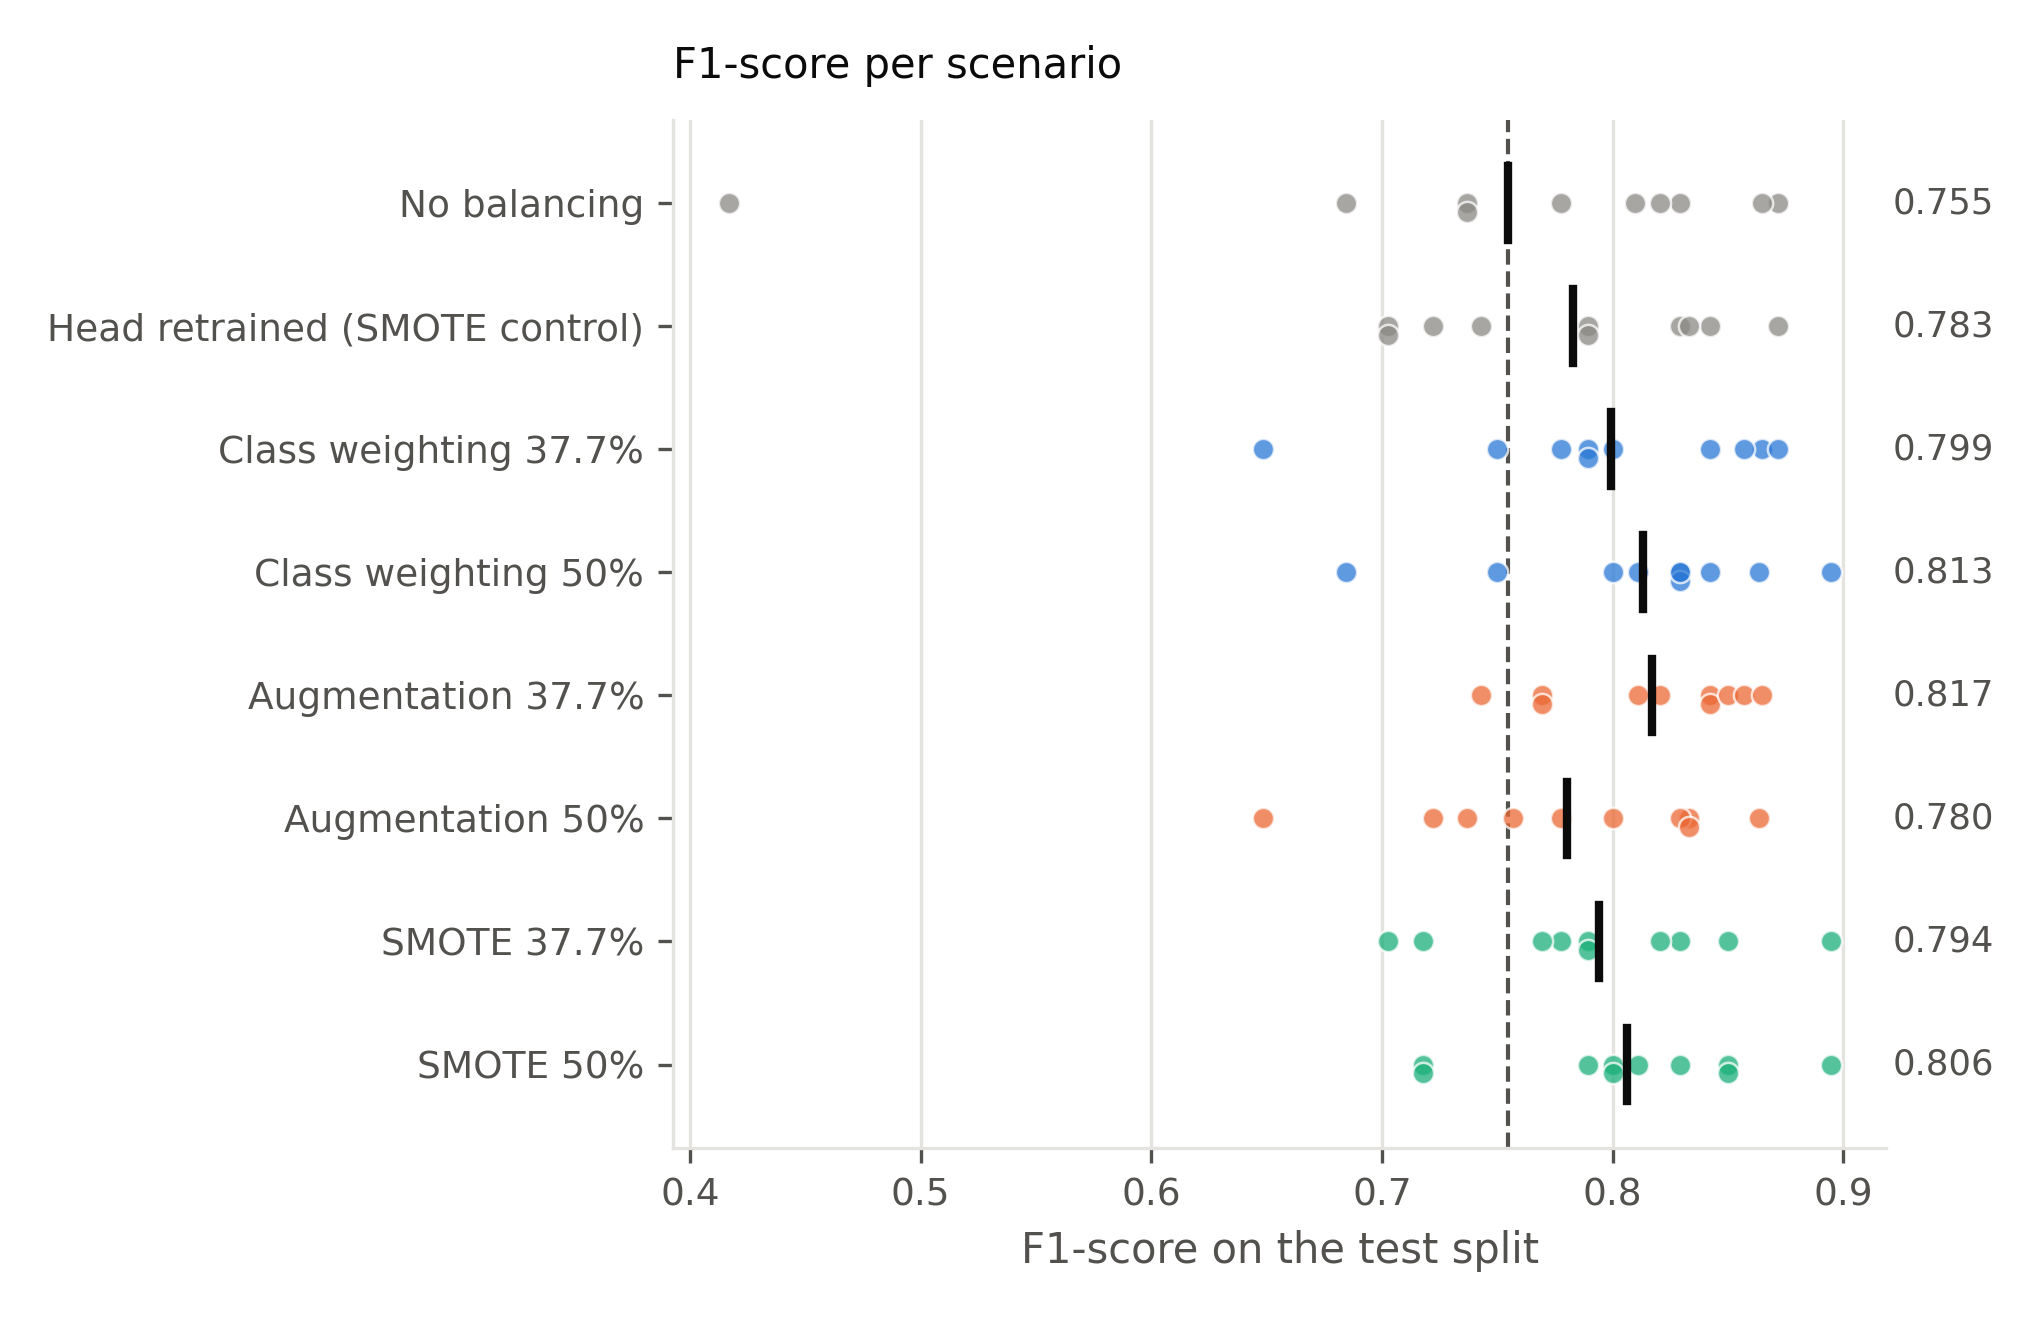 F1-score per scenario
No balancing 0.755
Head retrained (SMOTE control) 0.783
Class weighting 37.7% 0.799
Class weighting 50% 0.813
Augmentation 37.7% 0.817
Augmentation 50% 0.780
SMOTE 37.7% 0.794
SMOTE 50% 0.806
0.4 0.5 0.6 0.7 0.8 0.9
F1-score on the test split